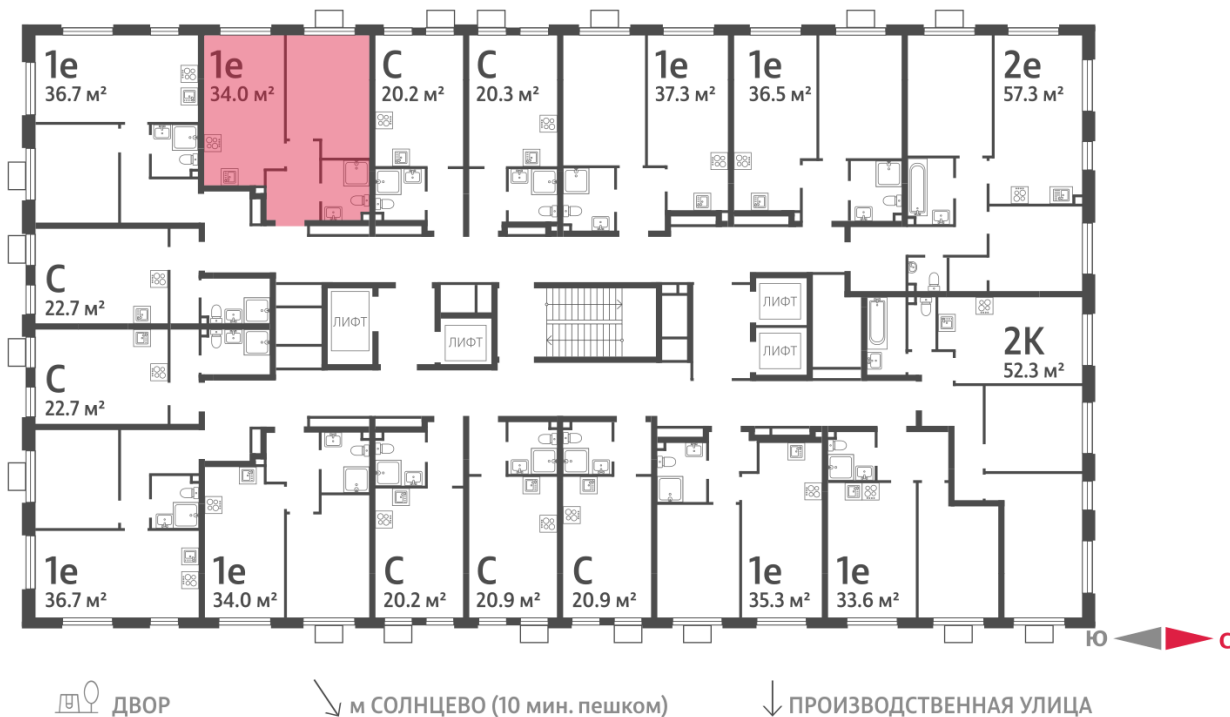 1е
36.7 м²
1е
34.0 м²
С
20.2 м²
С
20.3 м²
1е
37.3 м²
1е
36.5 м²
2е
57.3 м²
С
22.7 м²
ЛИФТ
ЛИФТ
ЛИФТ
ЛИФТ
2К
52.3 м²
С
22.7 м²
1е
36.7 м²
1е
34.0 м²
С
20.2 м²
С
20.9 м²
С
20.9 м²
1е
35.3 м²
1е
33.6 м²
Ю С
ДВОР м СОЛНЦЕВО (10 мин. пешком) ПРОИЗВОДСТВЕННАЯ УЛИЦА